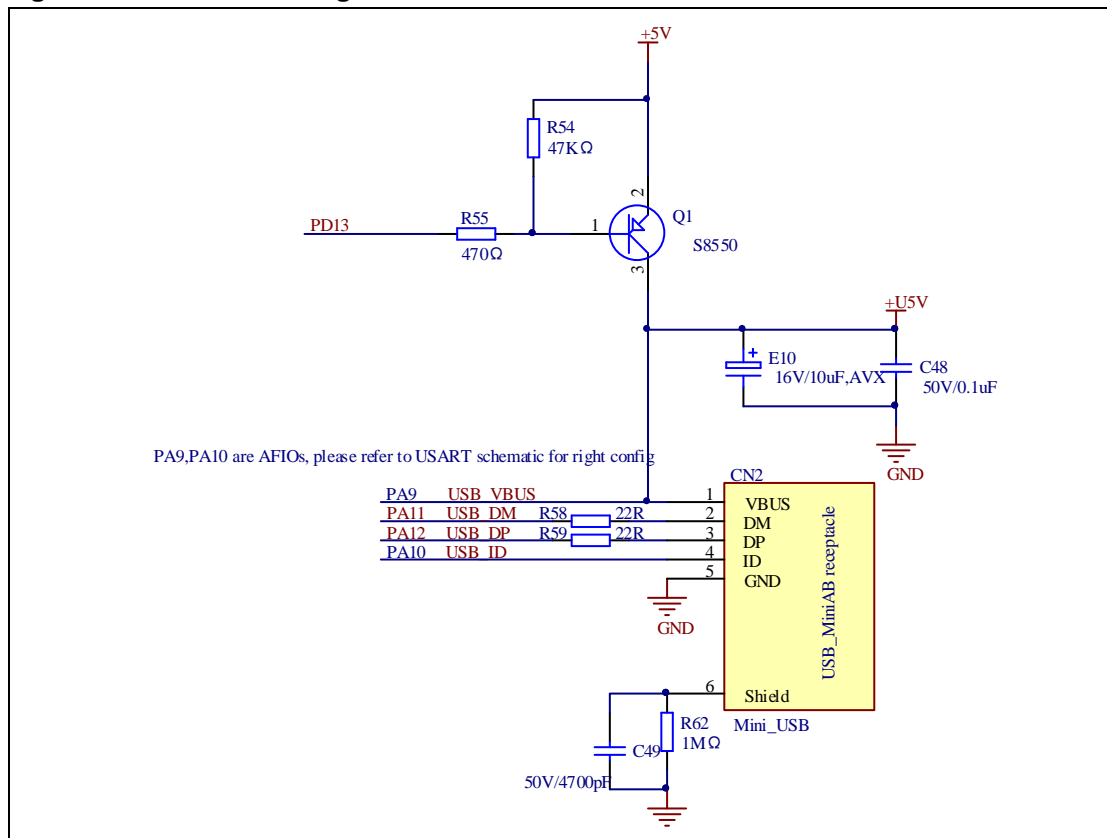 +5V
R54
47KΩ
2
Q1
S8550
PD13
R55
470Ω
1
3
+U5V
E10
16V/10uF,AVX
C48
50V/0.1uF
GND
PA9,PA10 are AFIOs, please refer to USART schematic for right config
CN2
PA9 USB_VBUS 1 VBUS
PA11 USB_DM R58 22R 2 DM
PA12 USB_DP R59 22R 3 DP
PA10 USB_ID 4 ID
5 GND
GND
USB_MiniAB receptacle
6 Shield
Mini_USB
R62
1MΩ
C49
50V/4700pF